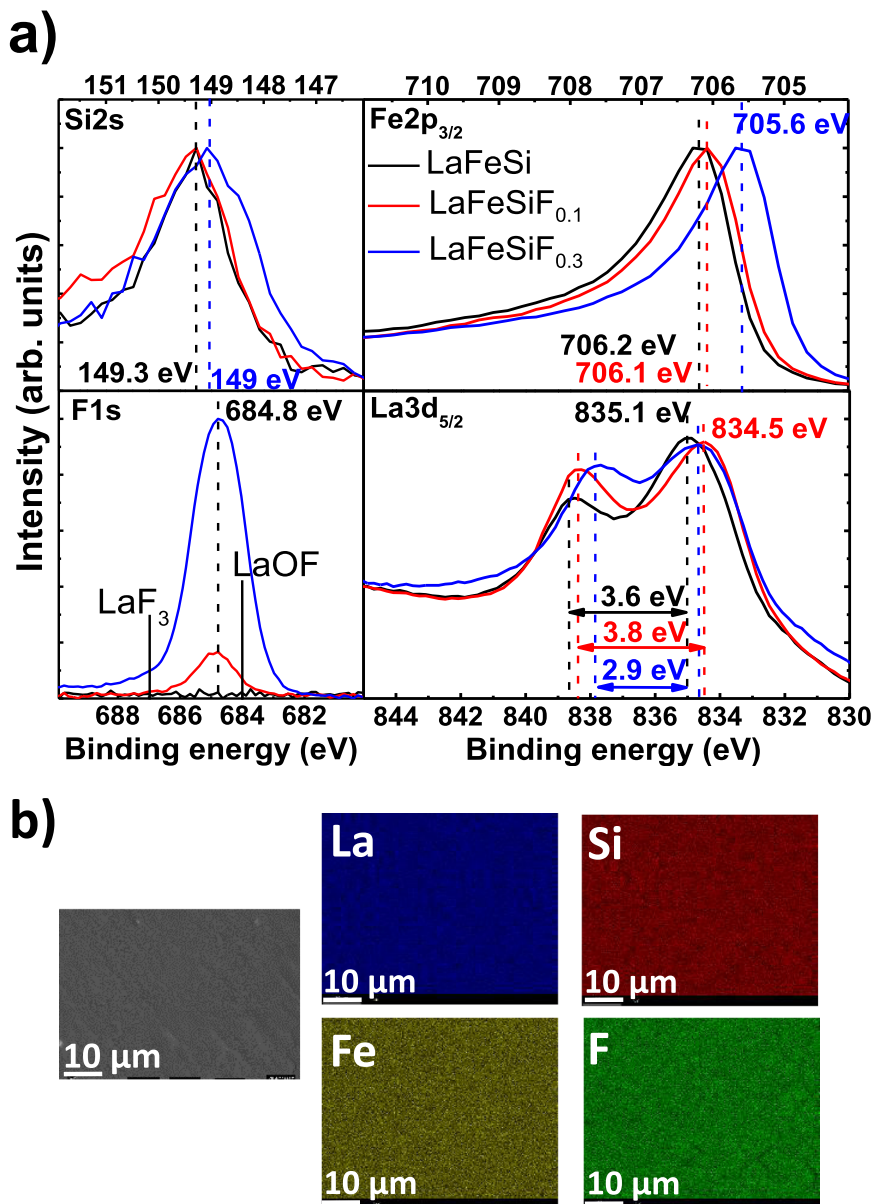 a)
151 150 149 148 147
710 709 708 707 706 705
Si2s
Fe2p3/2
705.6 eV
LaFeSi
LaFeSiF0.1
LaFeSiF0.3
149.3 eV
149 eV
706.2 eV
706.1 eV
Intensity (arb. units)
F1s
684.8 eV
La3d5/2
835.1 eV
834.5 eV
LaF3
LaOF
3.6 eV
3.8 eV
2.9 eV
688 686 684 682
844 842 840 838 836 834 832 830
Binding energy (eV)
Binding energy (eV)
b)
La
Si
10 µm
10 µm
10 µm
Fe
F
10 µm
10 µm